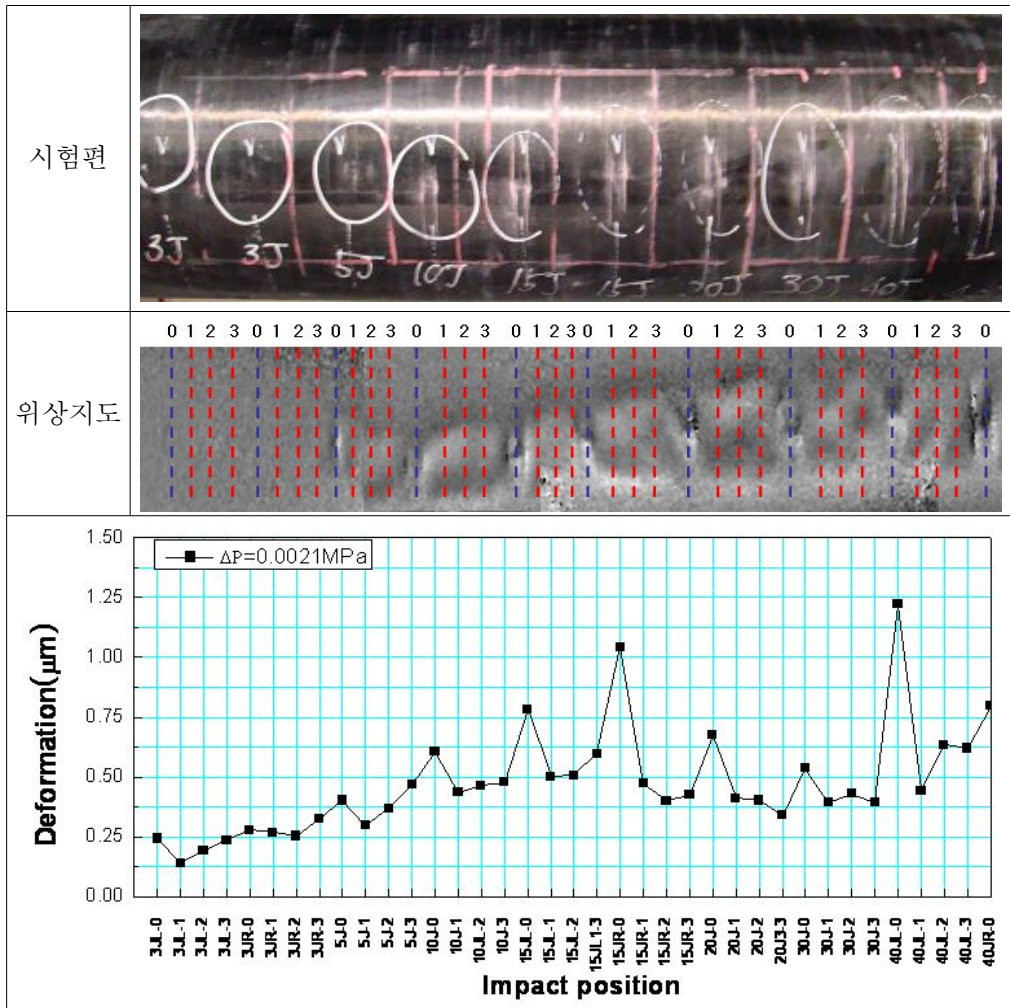 시험편
3J
3J
5J
10J
15J
15J
20J
30J
40J
위상지도
0 1 2 3 0 1 2 3 0 1 2 3 0 1 2 3 0 1 2 3 0 1 2 3 0 1 2 3 0 1 2 3 0 1 2 3 0
ΔP=0.0021MPa
1.50
1.25
1.00
0.75
0.50
0.25
0.00
Deformation(μm)
3JL-0
3JL-1
3JL-2
3JL-3
3JR-0
3JR-1
3JR-2
3JR-3
5J-0
5J-1
5J-2
5J-3
10J-0
10J-1
10J-2
10J-3
15JL-0
15JL-1
15JL-2
15JL1-3
15JR-0
15JR-1
15JR-2
15JR-3
20J-0
20J-1
20J-2
20J3-3
30J-0
30J-1
30J-2
30J-3
40JL-0
40JL-1
40JL-2
40JL-3
40JR-0
Impact position